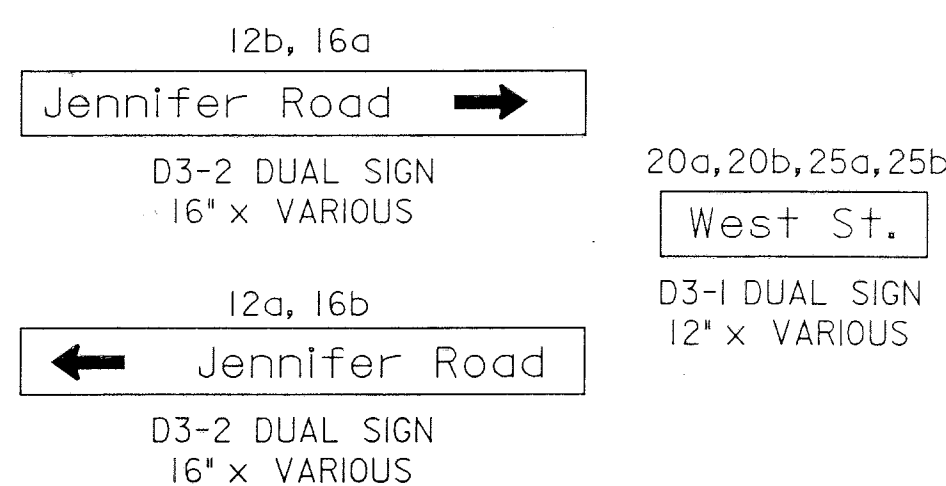 12b, 16a
Jennifer Road
D3-2 DUAL SIGN
16" x VARIOUS
12a, 16b
Jennifer Road
D3-2 DUAL SIGN
16" x VARIOUS
20a,20b,25a,25b
West St.
D3-1 DUAL SIGN
12" x VARIOUS